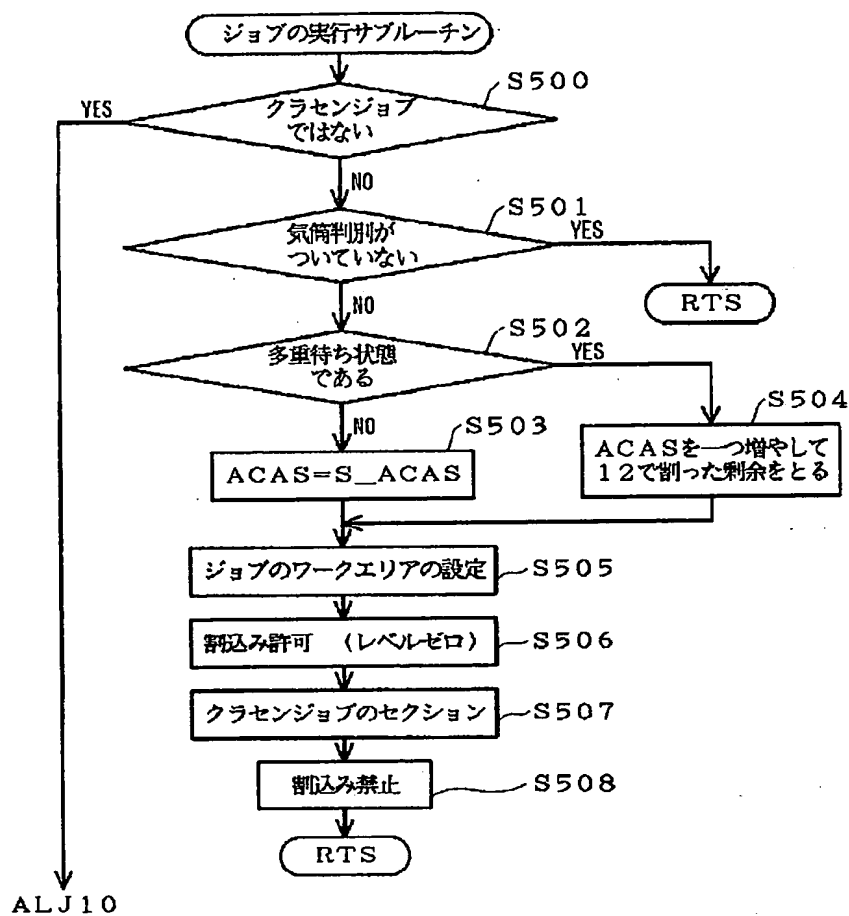 ジョブの実行サブルーチン
S500
クラセンジョブ
ではない
YES
NO
S501
気筒判別が
ついていない
YES
RTS
NO
S502
多重待ち状態
である
YES
NO
S503
ACAS=S_ACAS
S504
ACASを一つ増やして
12で割った剰余をとる
ジョブのワークエリアの設定
S505
割込み許可 (レベルゼロ)
S506
クラセンジョブのセクション
S507
割込み禁止
S508
RTS
ALJ10